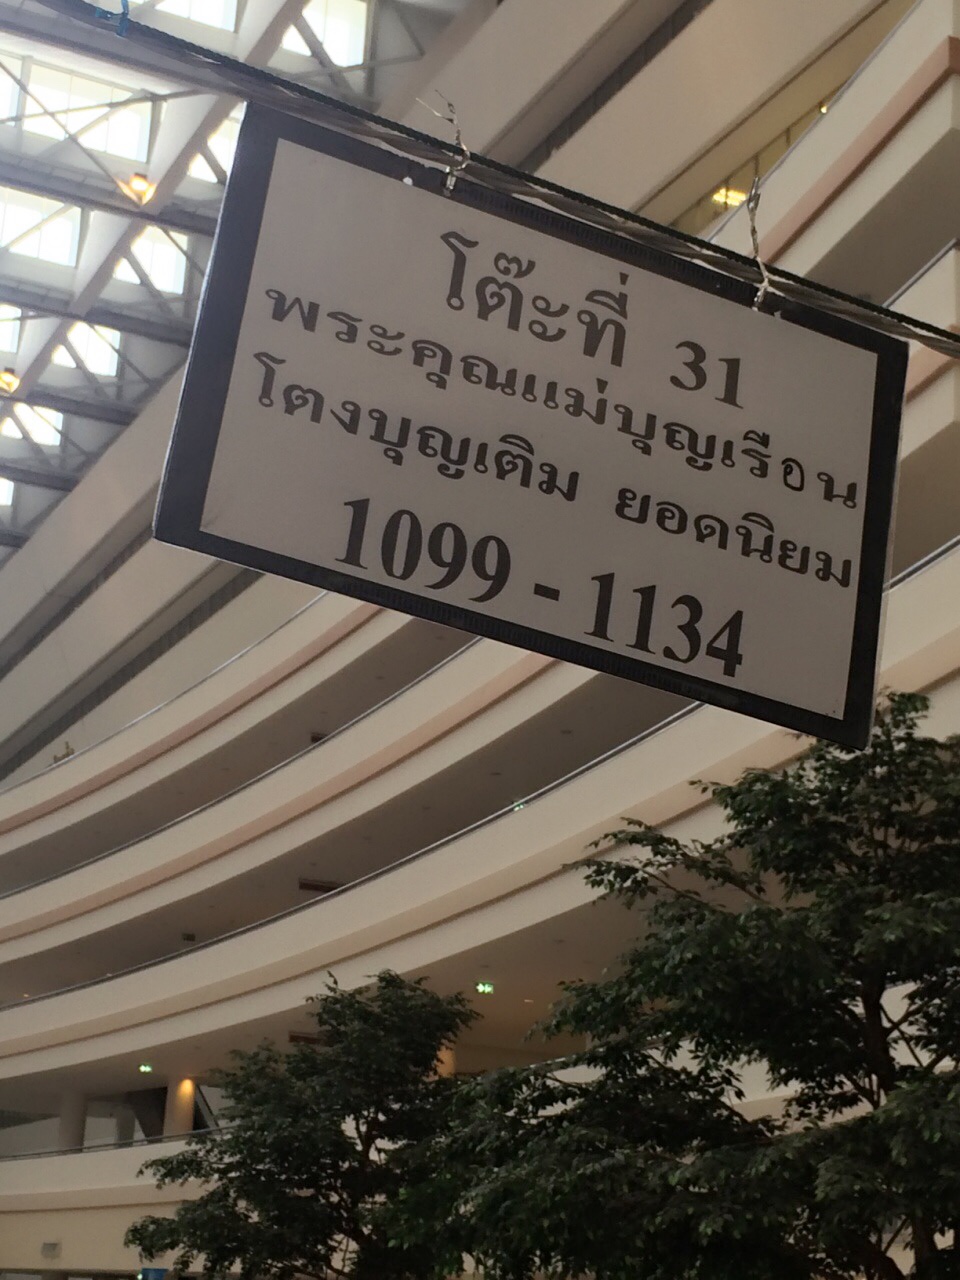 โต๊ะที่ 31
พระคุณแม่บุญเรือน
โตงบุญเติม ยอดนิยม
1099 - 1134